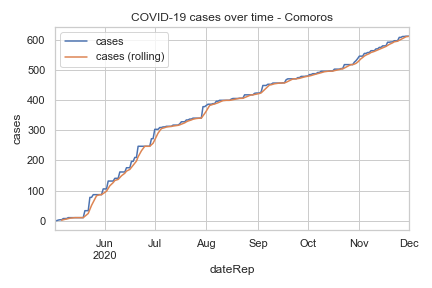 COVID-19 cases over time - Comoros
cases
cases (rolling)
600
500
400
300
200
100
0
cases
Jun
2020
Jul
Aug
Sep
Oct
Nov
Dec
dateRep